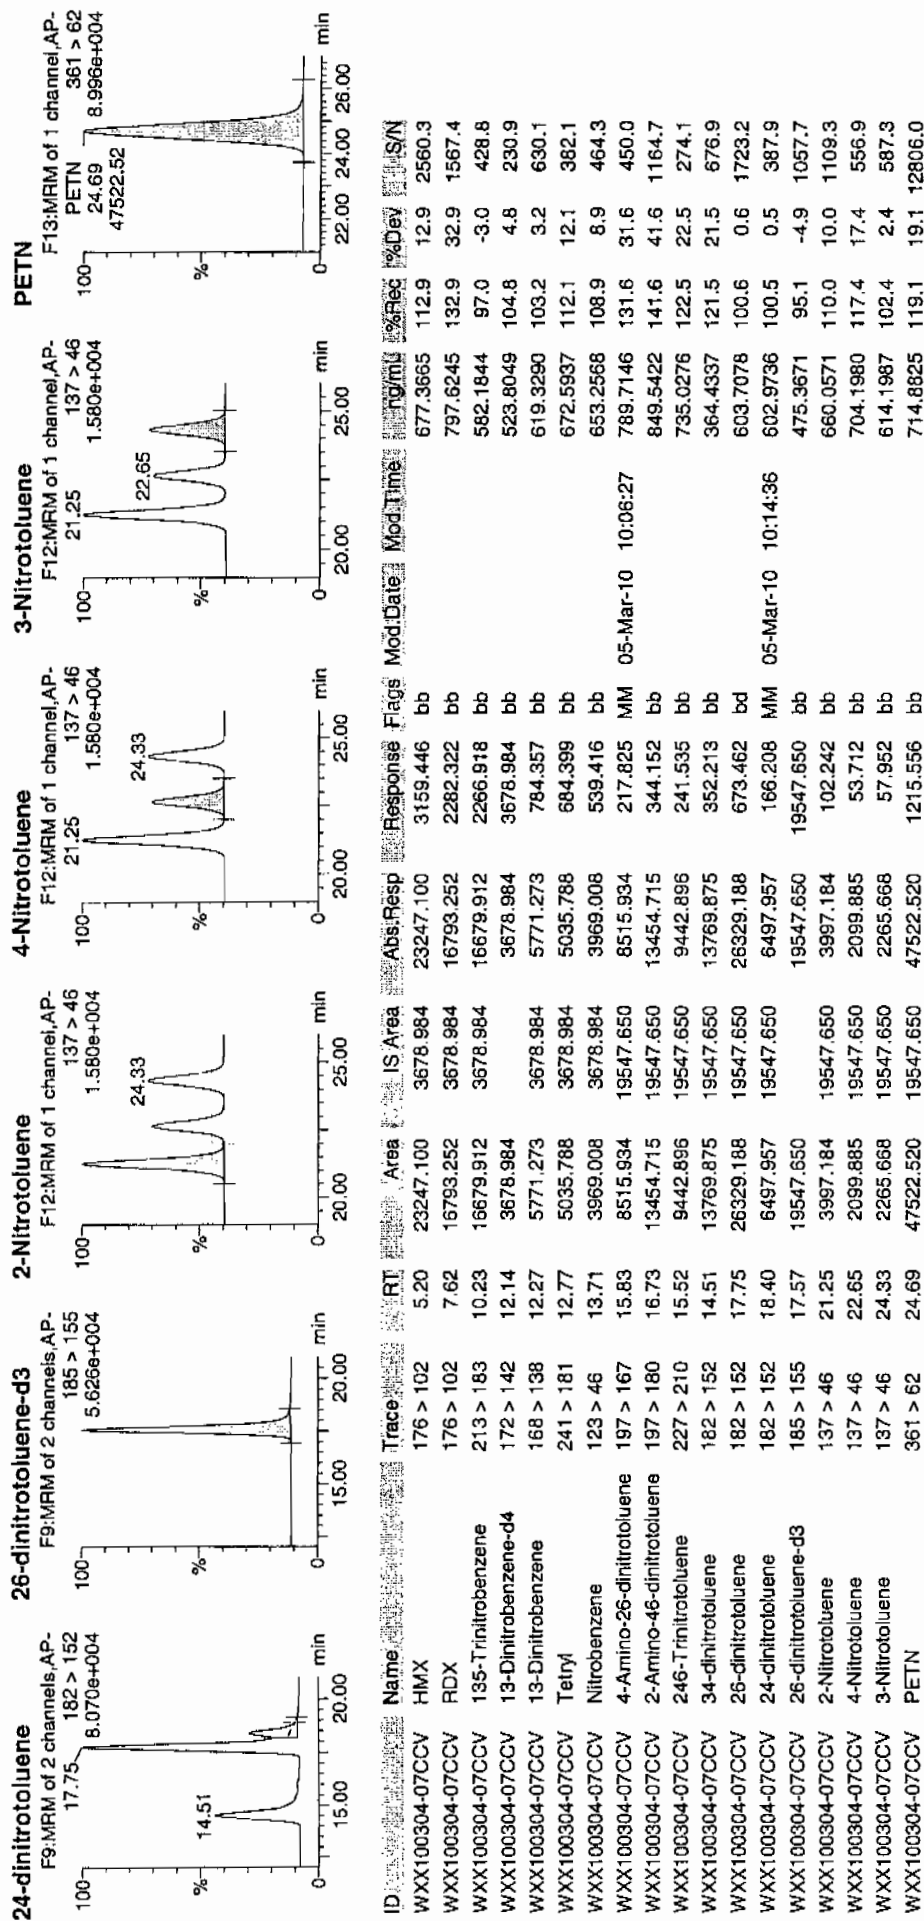 24-dinitrotoluene
F9:MRM of 2 channels,AP-
182 > 152
8.070e+004
17.75
14.51
100
%
0
15.00 20.00 min
26-dinitrotoluene-d3
F9:MRM of 2 channels,AP-
185 > 155
5.626e+004
100
%
0
15.00 20.00 min
2-Nitrotoluene
F12:MRM of 1 channel,AP-
137 > 46
1.580e+004
24.33
100
%
0
20.00 25.00 min
4-Nitrotoluene
F12:MRM of 1 channel,AP-
21.25 137 > 46
1.580e+004
24.33
100
%
0
20.00 25.00 min
3-Nitrotoluene
F12:MRM of 1 channel,AP-
21.25 137 > 46
1.580e+004
22.65
100
%
0
20.00 25.00 min
PETN
F13:MRM of 1 channel,AP-
PETN 361 > 62
24.69 8.996e+004
47522.52
100
%
0
22.00 24.00 26.00 min
ID Name Trace RT Area IS Area Abs.Resp Response Flags Mod.Date Mod.Time ng/mL %Rec %Dev S/N
WXX100304-07CCV HMX 176 > 102 5.20 23247.100 3678.984 23247.100 3159.446 bb 677.3665 112.9 12.9 2560.3
WXX100304-07CCV RDX 176 > 102 7.62 16793.252 3678.984 16793.252 2282.322 bb 797.6245 132.9 32.9 1567.4
WXX100304-07CCV 135-Trinitrobenzene 213 > 183 10.23 16679.912 3678.984 16679.912 2266.918 bb 582.1844 97.0 -3.0 428.8
WXX100304-07CCV 13-Dinitrobenzene-d4 172 > 142 12.14 3678.984 3678.984 3678.984 bb 523.8049 104.8 4.8 230.9
WXX100304-07CCV 13-Dinitrobenzene 168 > 138 12.27 5771.273 3678.984 5771.273 784.357 bb 619.3290 103.2 3.2 630.1
WXX100304-07CCV Tetryl 241 > 181 12.77 5035.788 3678.984 5035.788 684.399 bb 672.5937 112.1 12.1 382.1
WXX100304-07CCV Nitrobenzene 123 > 46 13.71 3969.008 3678.984 3969.008 539.416 bb 653.2568 108.9 8.9 464.3
WXX100304-07CCV 4-Amino-26-dinitrotoluene 197 > 167 15.83 8515.934 19547.650 8515.934 217.825 MM 05-Mar-10 10:06:27 789.7146 131.6 31.6 450.0
WXX100304-07CCV 2-Amino-46-dinitrotoluene 197 > 180 16.73 13454.715 19547.650 13454.715 344.152 bb 849.5422 141.6 41.6 1164.7
WXX100304-07CCV 246-Trinitrotoluene 227 > 210 15.52 9442.896 19547.650 9442.896 241.535 bb 735.0276 122.5 22.5 274.1
WXX100304-07CCV 34-dinitrotoluene 182 > 152 14.51 13769.875 19547.650 13769.875 352.213 bb 364.4337 121.5 21.5 676.9
WXX100304-07CCV 26-dinitrotoluene 182 > 152 17.75 26329.188 19547.650 26329.188 673.462 bd 603.7078 100.6 0.6 1723.2
WXX100304-07CCV 24-dinitrotoluene 182 > 152 18.40 6497.957 19547.650 6497.957 166.208 MM 05-Mar-10 10:14:36 602.9736 100.5 0.5 387.9
WXX100304-07CCV 26-dinitrotoluene-d3 185 > 155 17.57 19547.650 19547.650 19547.650 bb 475.3671 95.1 -4.9 1057.7
WXX100304-07CCV 2-Nitrotoluene 137 > 46 21.25 3997.184 19547.650 3997.184 102.242 bb 660.0571 110.0 10.0 1109.3
WXX100304-07CCV 4-Nitrotoluene 137 > 46 22.65 2099.885 19547.650 2099.885 53.712 bb 704.1980 117.4 17.4 556.9
WXX100304-07CCV 3-Nitrotoluene 137 > 46 24.33 2265.668 19547.650 2265.668 57.952 bb 614.1987 102.4 2.4 587.3
WXX100304-07CCV PETN 361 > 62 24.69 47522.520 19547.650 47522.520 1215.556 bb 714.8825 119.1 19.1 12806.0